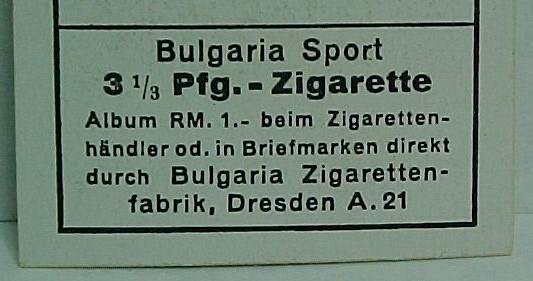 Bulgaria Sport
3 1/3 Pfg.-Zigarette
Album RM. 1.- beim Zigaretten-
händler od. in Briefmarken direkt
durch Bulgaria Zigaretten-
fabrik, Dresden A. 21